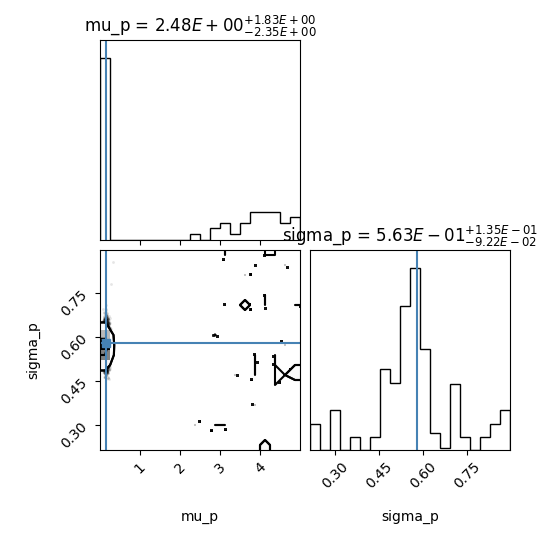 mu_p = 2.48E + 00+1.83E + 00 −2.35E + 00
sigma_p = 5.63E − 01+1.35E − 01 −9.22E − 02
0.75
0.60
0.45
0.30
sigma_p
1 2 3 4
mu_p
0.30 0.45 0.60 0.75
sigma_p